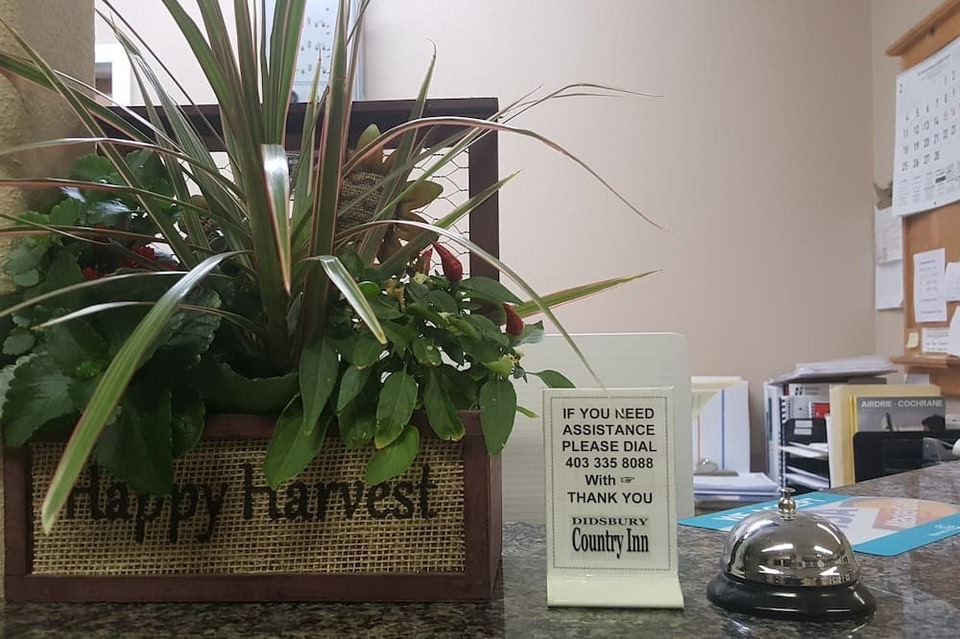 Happy Harvest
IF YOU NEED
ASSISTANCE
PLEASE DIAL
403 335 8088
With ☞
THANK YOU
DIDSBURY
Country Inn
AIRDRIE - COCHRANE